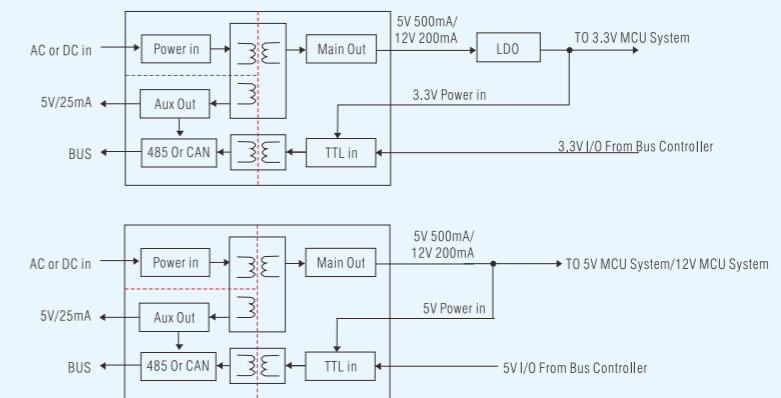 5V 500mA/
12V 200mA
AC or DC in
Power in
Main Out
LDO
TO 3.3V MCU System
5V/25mA
Aux Out
3.3V Power in
BUS
485 Or CAN
TTL in
3.3V I/O From Bus Controller
5V 500mA/
12V 200mA
AC or DC in
Power in
Main Out
TO 5V MCU System/12V MCU System
5V/25mA
Aux Out
5V Power in
BUS
485 Or CAN
TTL in
5V I/O From Bus Controller